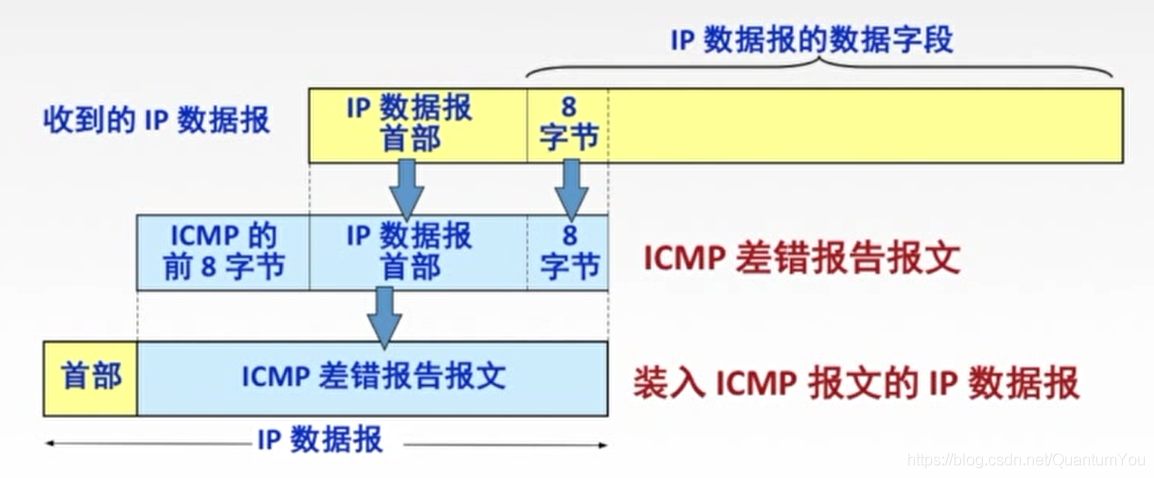 IP 数据报的数据字段
收到的 IP 数据报
IP 数据报
首部
8
字节
ICMP 的
前 8 字节
IP 数据报
首部
8
字节
ICMP 差错报告报文
首部
ICMP 差错报告报文
装入 ICMP 报文的 IP 数据报
IP 数据报
https://blog.csdn.net/QuantumYou